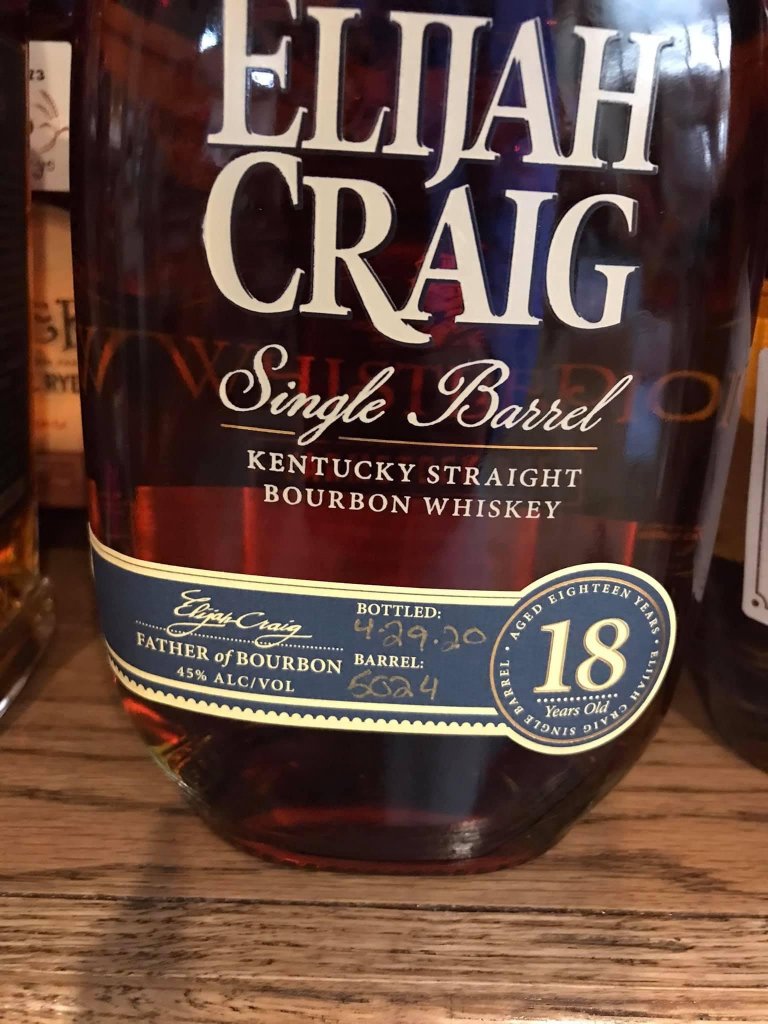 ELIJAH
CRAIG
Single Barrel
KENTUCKY STRAIGHT
BOURBON WHISKEY
Elijah Craig
FATHER of BOURBON
45% ALC/VOL
BOTTLED:
4.29.20
BARREL:
5024
AGED EIGHTEEN YEARS • ELIJAH CRAIG SINGLE BARREL •
18
Years Old
RYE